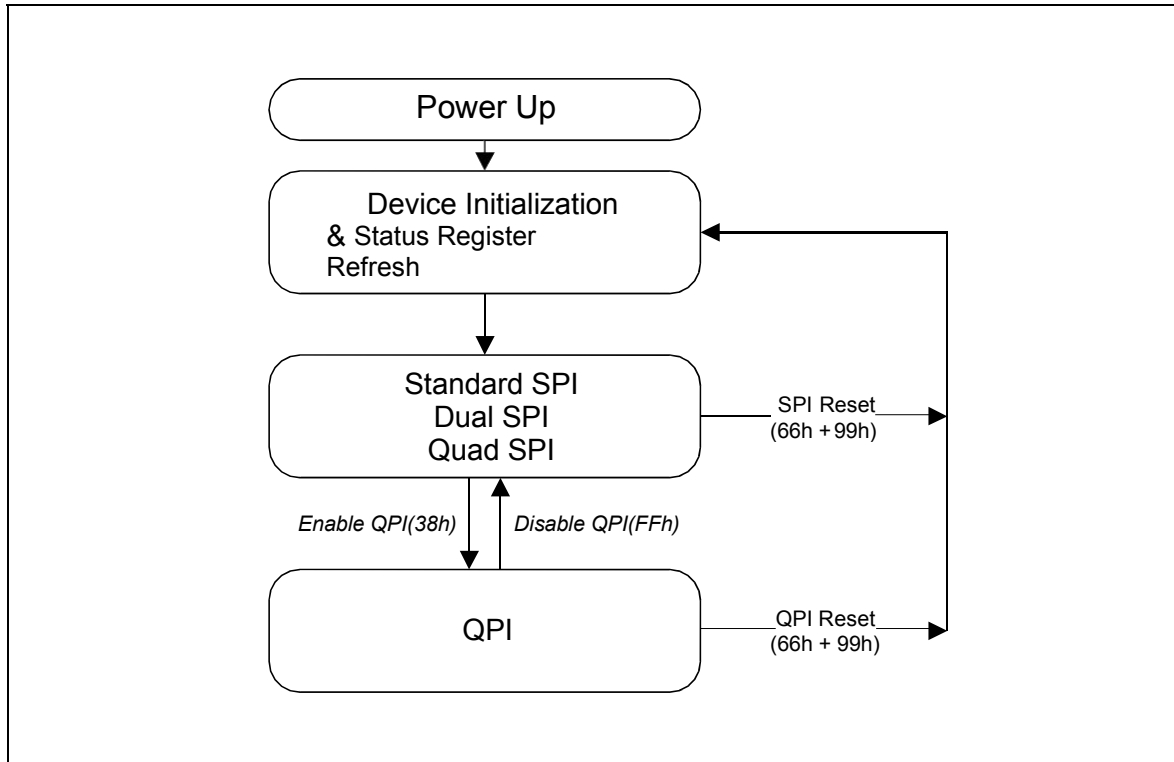 Power Up
Device Initialization
& Status Register
Refresh
Standard SPI
Dual SPI
Quad SPI
SPI Reset
(66h + 99h)
Enable QPI(38h)
Disable QPI(FFh)
QPI
QPI Reset
(66h + 99h)